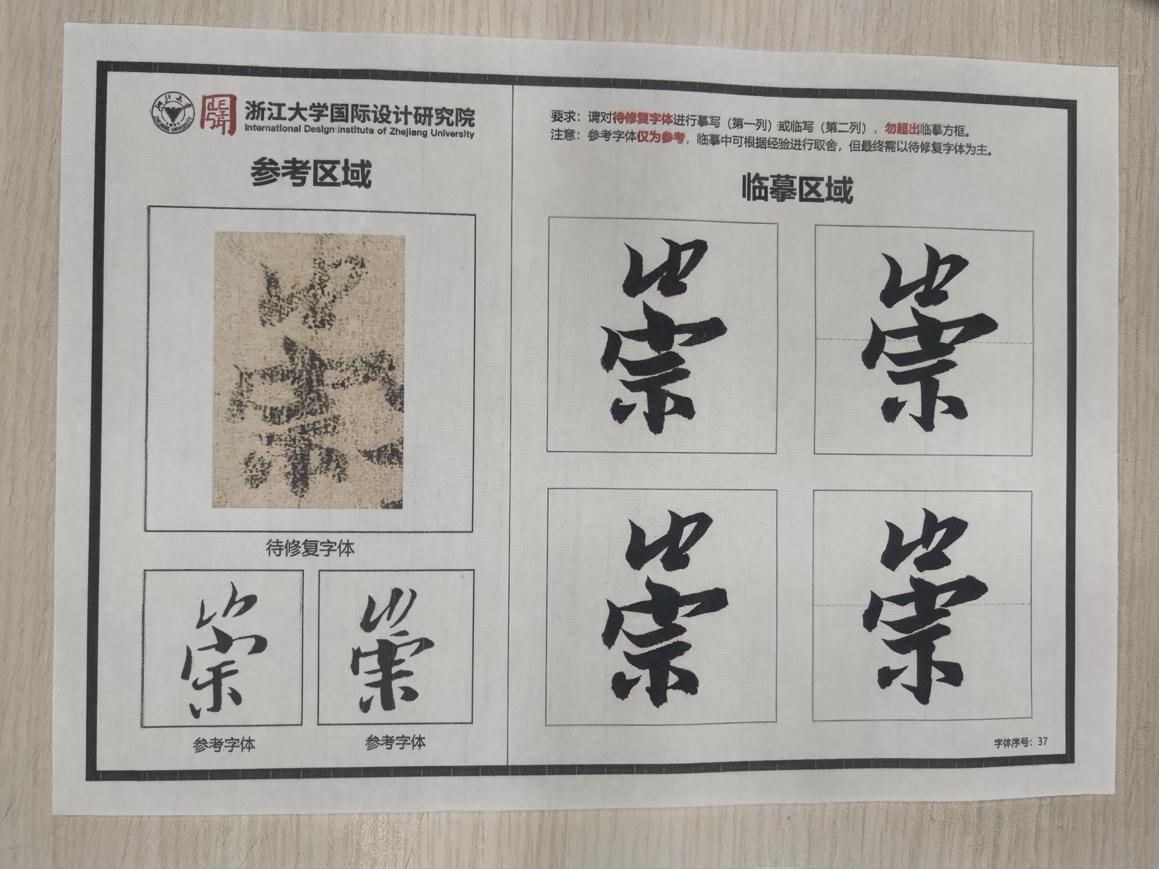 浙江大学国际设计研究院
International Design Institute of Zhejiang University
参考区域
崇
待修复字体
崇
崇
参考字体
参考字体
要求：请对待修复字体进行摹写（第一列）或临写（第二列），勿超出临摹方框。
注意：参考字体仅为参考，临摹中可根据经验进行取舍，但最终需以待修复字体为主。
临摹区域
崇
崇
崇
崇
字体序号：37